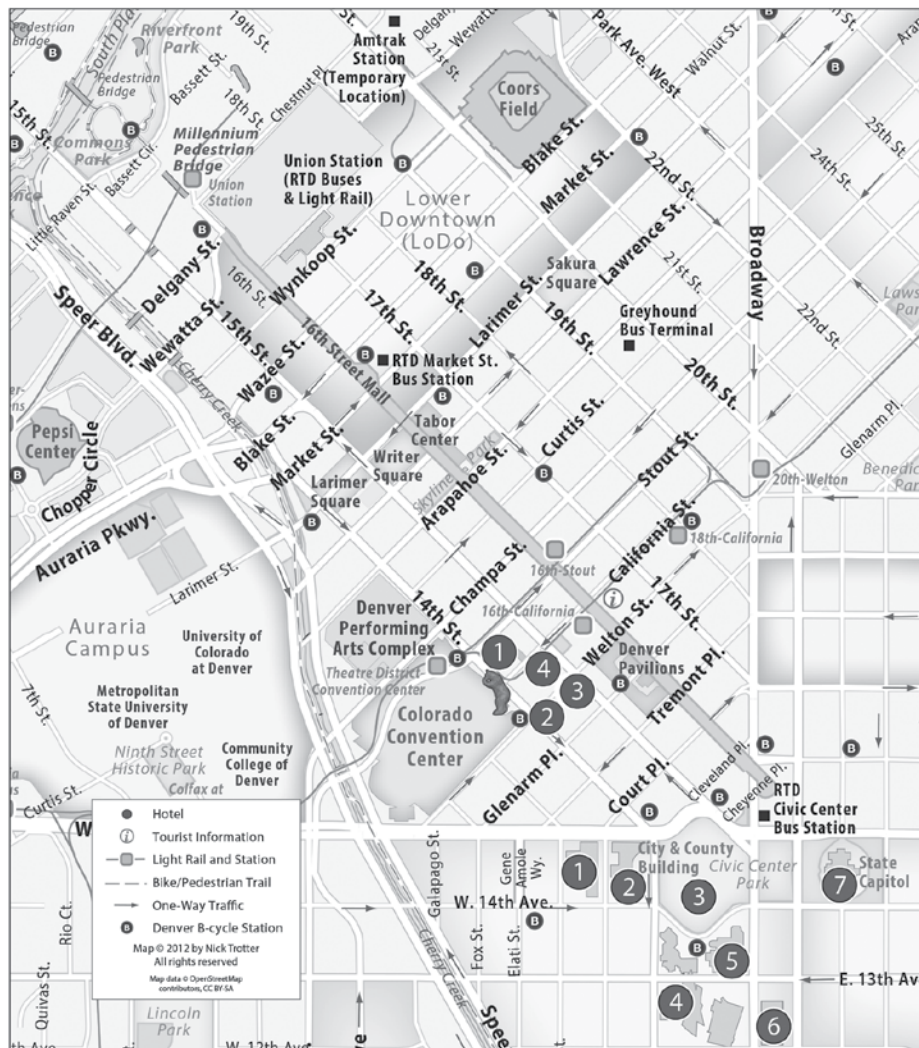 19th St.
St.
Delgany St.
Wewatta
Park Ave. West
Walnut St.
Pedestrian
Bridge
South Pla
Riverfront
Park
Amtrak
Station
(Temporary
Location)
21st St.
B
Pedestrian
Bridge
Bassett St.
18th St.
Chestnut Pl.
Coors
Field
15th St.
Commons
Park
Bassett Cir.
Millennium
Pedestrian
Bridge
Union
Station
Union Station
(RTD Buses
& Light Rail)
Blake St.
Market St.
22nd St.
24th St.
25th St.
Little Raven St.
Lower
Downtown
(LoDo)
Lawrence St.
Broadway
Delgany St.
16th St.
Wynkoop St.
18th St.
Sakura
Square
21st St.
Speer Blvd.
Wewatta St.
15th St.
17th St.
Larimer St.
19th St.
Greyhound
Bus Terminal
22nd St.
Wazee St.
16th Street Mall
RTD Market St.
Bus Station
20th St.
Cherry Creek
Pepsi
Center
Blake St.
Market St.
Tabor
Center
Curtis St.
Stout St.
Glenarm Pl.
Chopper Circle
Writer
Square
Skyline Park
Arapahoe St.
20th-Welton
Larimer
Square
Auraria Pkwy.
California St.
18th-California
Larimer St.
Champa St.
16th-Stout
17th St.
Denver
Performing
Arts Complex
14th St.
16th-California
i
Welton St.
Auraria
Campus
University of
Colorado
at Denver
Theatre District-
Convention Center
1
4
3
2
Denver
Pavilions
Tremont Pl.
7th St.
Metropolitan
State University
of Denver
Colorado
Convention
Center
Ninth Street
Historic Park
Community
College of
Denver
Glenarm Pl.
Court Pl.
Cleveland Pl.
Cheyenne Pl.
Colfax at
Curtis St.
W
RTD
Civic Center
Bus Station
Hotel
i Tourist Information
Light Rail and Station
Bike/Pedestrian Trail
One-Way Traffic
B Denver B-cycle Station
Map © 2012 by Nick Trotter
All rights reserved
Map data © OpenStreetMap
contributors, CC BY-SA
Galapago St.
Gene
Amole
Wy.
City & County
Building
Civic Center
Park
State
Capitol
1
2
3
7
W. 14th Ave.
Rio Ct.
Fox St.
Elati St.
5
E. 13th Av
Quivas St.
Cherry Creek
4
6
Lincoln
Park
Spee
W. 12th Ave.